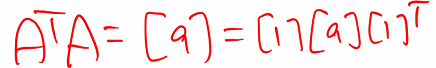 AᵀA = [9] = [1][9][1]ᵀ